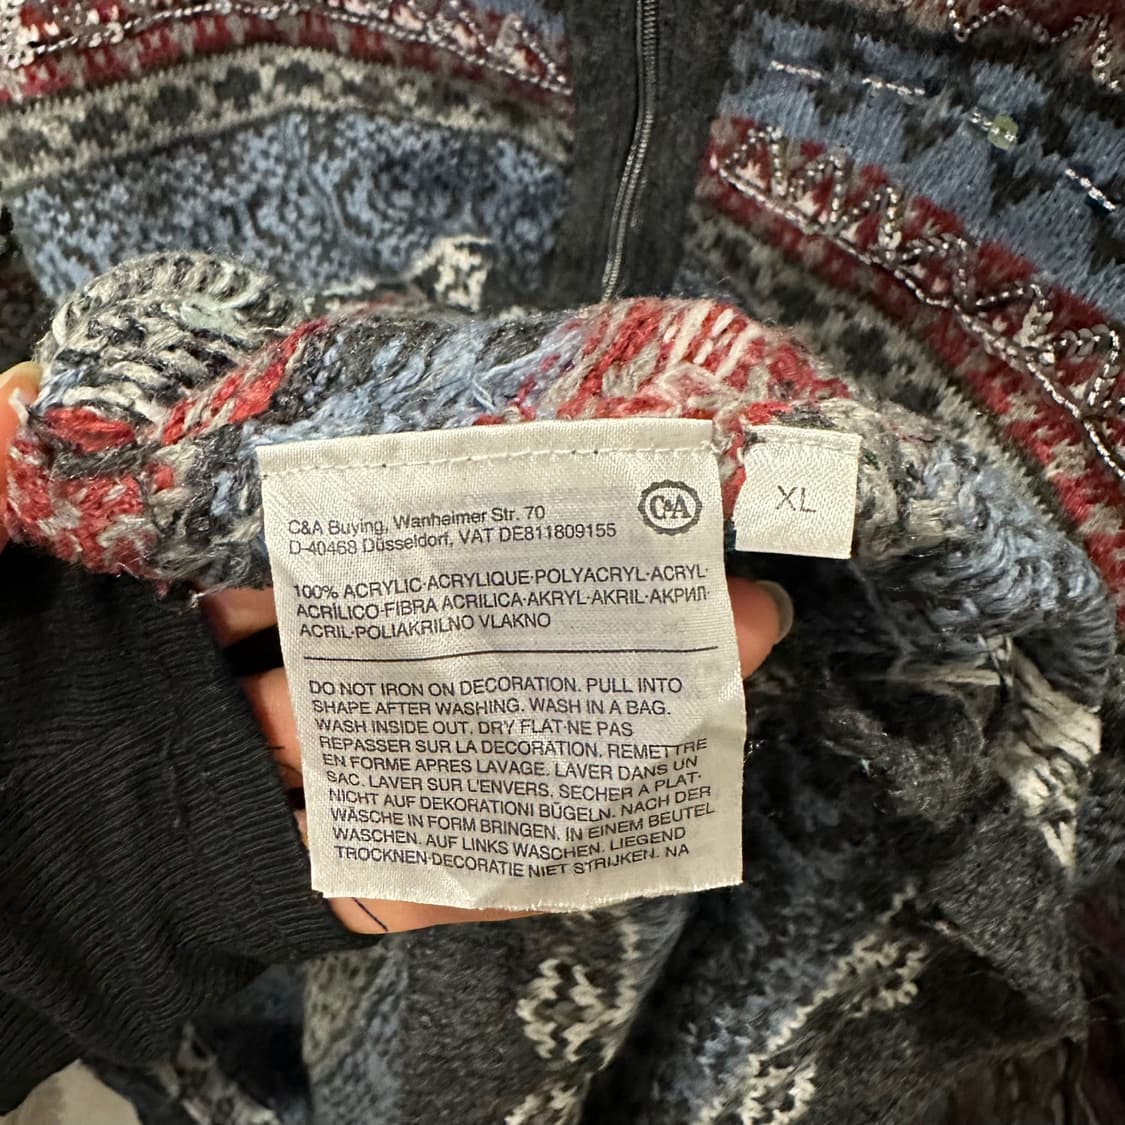 C&A
C&A Buying, Wanheimer Str. 70
D-40468 Düsseldorf, VAT DE811809155
100% ACRYLIC·ACRYLIQUE·POLYACRYL·ACRYL·
ACRÍLICO·FIBRA ACRILICA·AKRYL·AKRIL·АКРИЛ·
ACRIL·POLIAKRILNO VLAKNO
DO NOT IRON ON DECORATION. PULL INTO
SHAPE AFTER WASHING. WASH IN A BAG.
WASH INSIDE OUT. DRY FLAT·NE PAS
REPASSER SUR LA DECORATION. REMETTRE
EN FORME APRES LAVAGE. LAVER DANS UN
SAC. LAVER SUR L'ENVERS. SECHER A PLAT·
NICHT AUF DEKORATIONI BÜGELN. NACH DER
WÄSCHE IN FORM BRINGEN. IN EINEM BEUTEL
WASCHEN. AUF LINKS WASCHEN. LIEGEND
TROCKNEN·DECORATIE NIET STRIJKEN. NA
XL